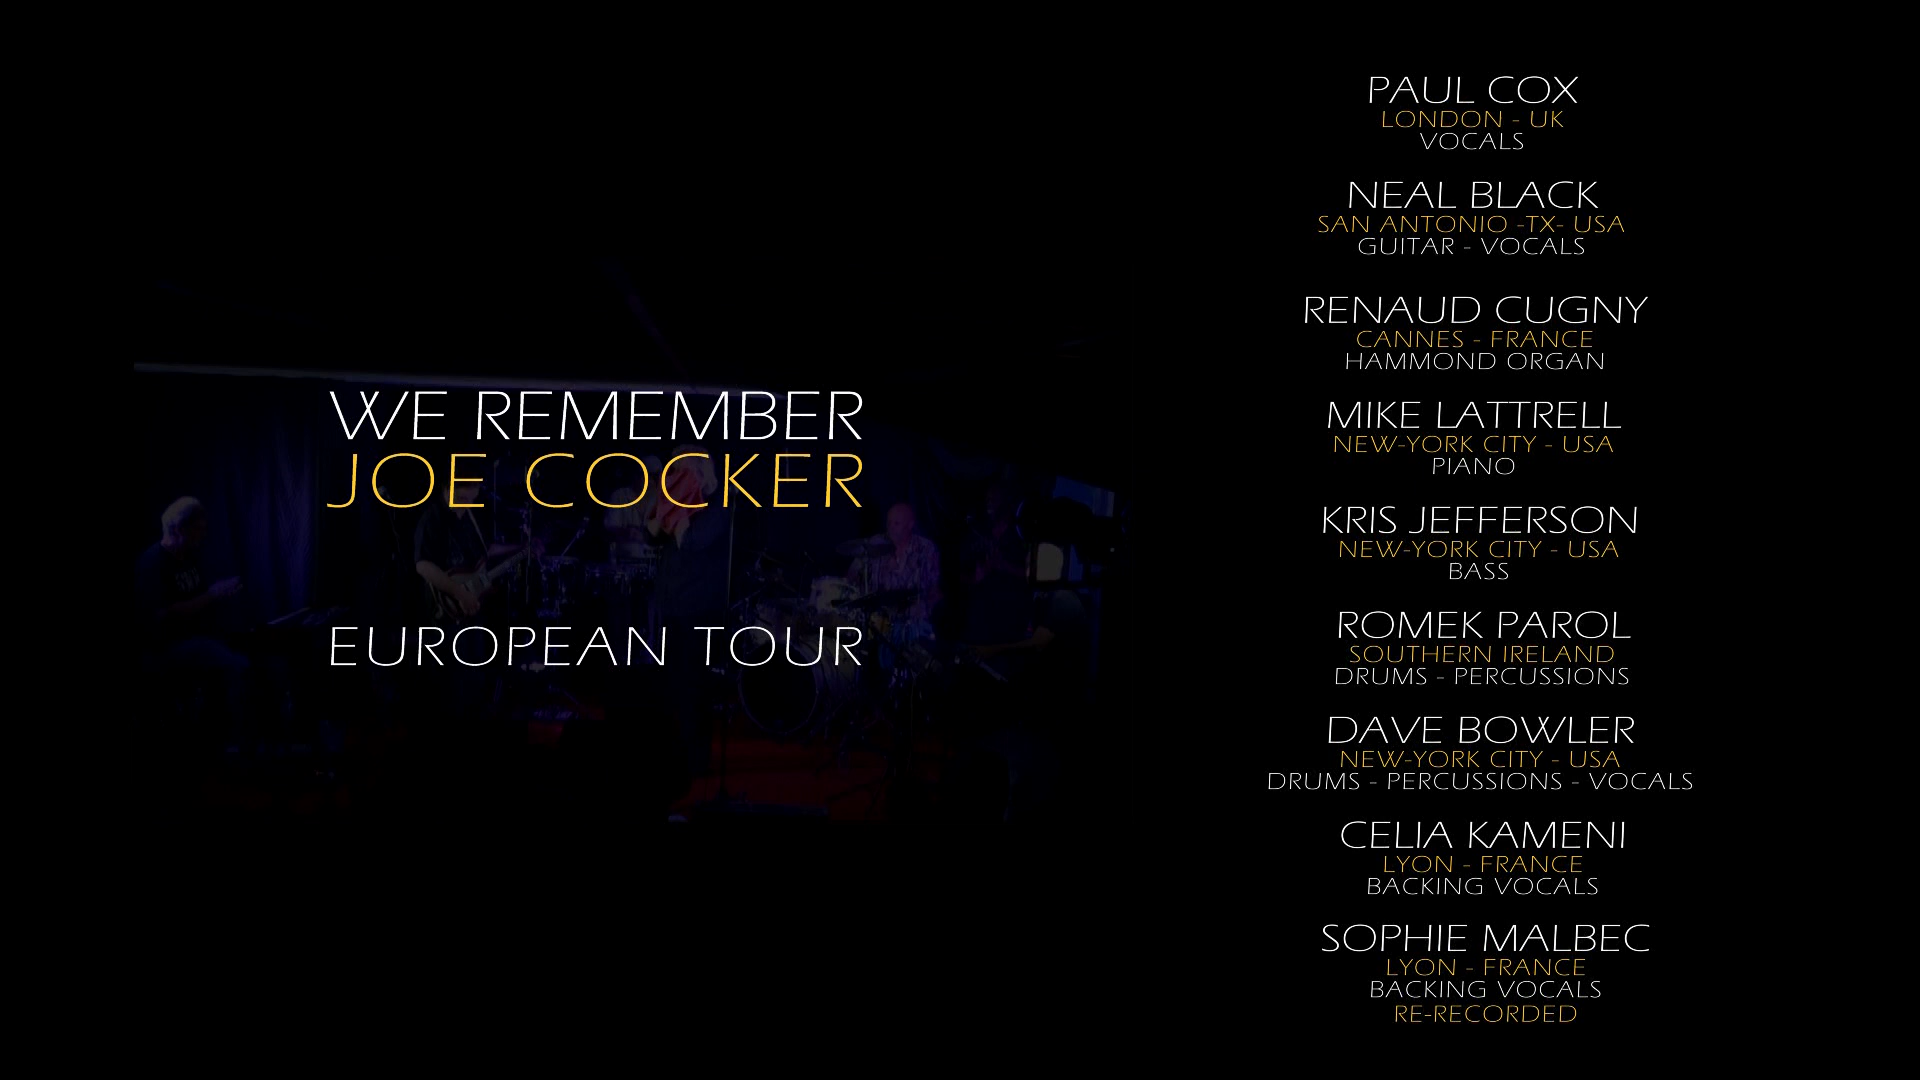 WE REMEMBER
JOE COCKER
EUROPEAN TOUR
PAUL COX
LONDON - UK
VOCALS
NEAL BLACK
SAN ANTONIO -TX- USA
GUITAR - VOCALS
RENAUD CUGNY
CANNES - FRANCE
HAMMOND ORGAN
MIKE LATTRELL
NEW-YORK CITY - USA
PIANO
KRIS JEFFERSON
NEW-YORK CITY - USA
BASS
ROMEK PAROL
SOUTHERN IRELAND
DRUMS - PERCUSSIONS
DAVE BOWLER
NEW-YORK CITY - USA
DRUMS - PERCUSSIONS - VOCALS
CELIA KAMENI
LYON - FRANCE
BACKING VOCALS
SOPHIE MALBEC
LYON - FRANCE
BACKING VOCALS
RE-RECORDED